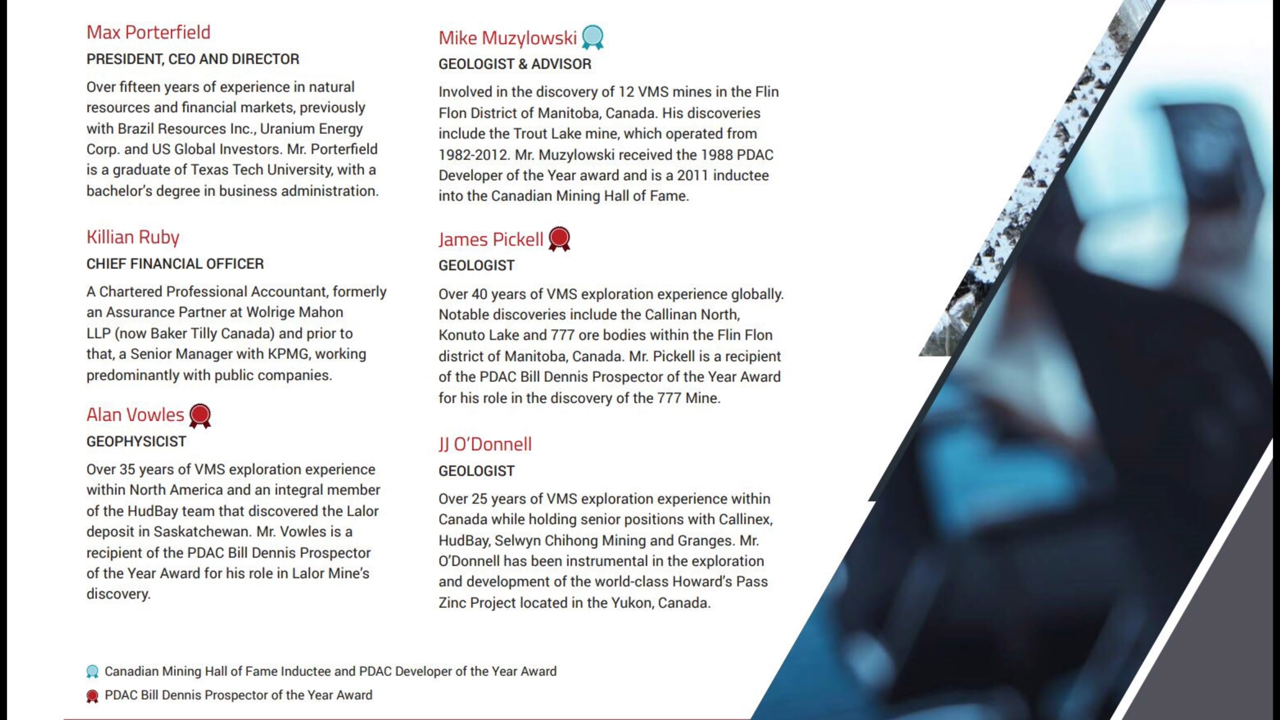 Max Porterfield
PRESIDENT, CEO AND DIRECTOR
Over fifteen years of experience in natural
resources and financial markets, previously
with Brazil Resources Inc., Uranium Energy
Corp. and US Global Investors. Mr. Porterfield
is a graduate of Texas Tech University, with a
bachelor's degree in business administration.
Killian Ruby
CHIEF FINANCIAL OFFICER
A Chartered Professional Accountant, formerly
an Assurance Partner at Wolrige Mahon
LLP (now Baker Tilly Canada) and prior to
that, a Senior Manager with KPMG, working
predominantly with public companies.
Alan Vowles
GEOPHYSICIST
Over 35 years of VMS exploration experience
within North America and an integral member
of the HudBay team that discovered the Lalor
deposit in Saskatchewan. Mr. Vowles is a
recipient of the PDAC Bill Dennis Prospector
of the Year Award for his role in Lalor Mine's
discovery.
Mike Muzylowski
GEOLOGIST & ADVISOR
Involved in the discovery of 12 VMS mines in the Flin
Flon District of Manitoba, Canada. His discoveries
include the Trout Lake mine, which operated from
1982-2012. Mr. Muzylowski received the 1988 PDAC
Developer of the Year award and is a 2011 inductee
into the Canadian Mining Hall of Fame.
James Pickell
GEOLOGIST
Over 40 years of VMS exploration experience globally.
Notable discoveries include the Callinan North,
Konuto Lake and 777 ore bodies within the Flin Flon
district of Manitoba, Canada. Mr. Pickell is a recipient
of the PDAC Bill Dennis Prospector of the Year Award
for his role in the discovery of the 777 Mine.
JJ O'Donnell
GEOLOGIST
Over 25 years of VMS exploration experience within
Canada while holding senior positions with Callinex,
HudBay, Selwyn Chihong Mining and Granges. Mr.
O'Donnell has been instrumental in the exploration
and development of the world-class Howard's Pass
Zinc Project located in the Yukon, Canada.
Canadian Mining Hall of Fame Inductee and PDAC Developer of the Year Award
PDAC Bill Dennis Prospector of the Year Award